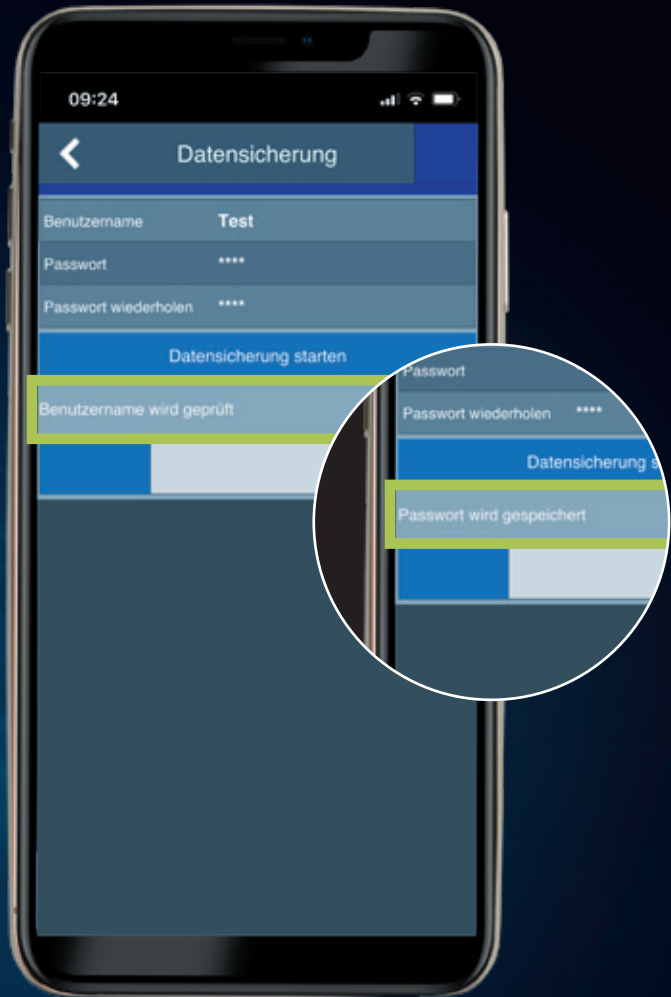 09:24
Datensicherung
Benutzername Test
Passwort ****
Passwort wiederholen ****
Datensicherung starten
Benutzername wird geprüft
Passwort
Passwort wiederholen ****
Datensicherung s
Passwort wird gespeichert